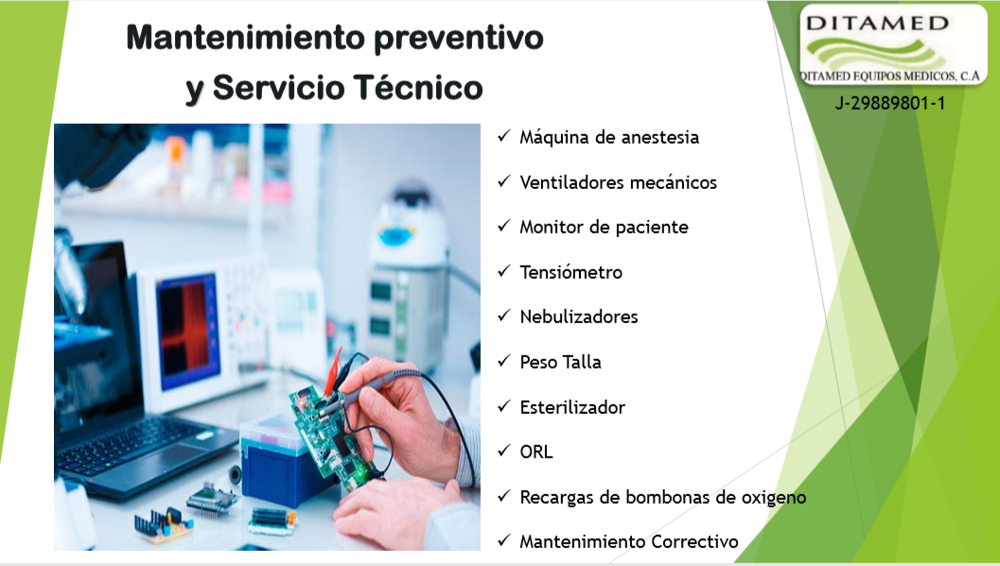 Mantenimiento preventivo
y Servicio Técnico
DITAMED
DITAMED EQUIPOS MEDICOS, C.A
J-29889801-1
Máquina de anestesia
Ventiladores mecánicos
Monitor de paciente
Tensiómetro
Nebulizadores
Peso Talla
Esterilizador
ORL
Recargas de bombonas de oxigeno
Mantenimiento Correctivo